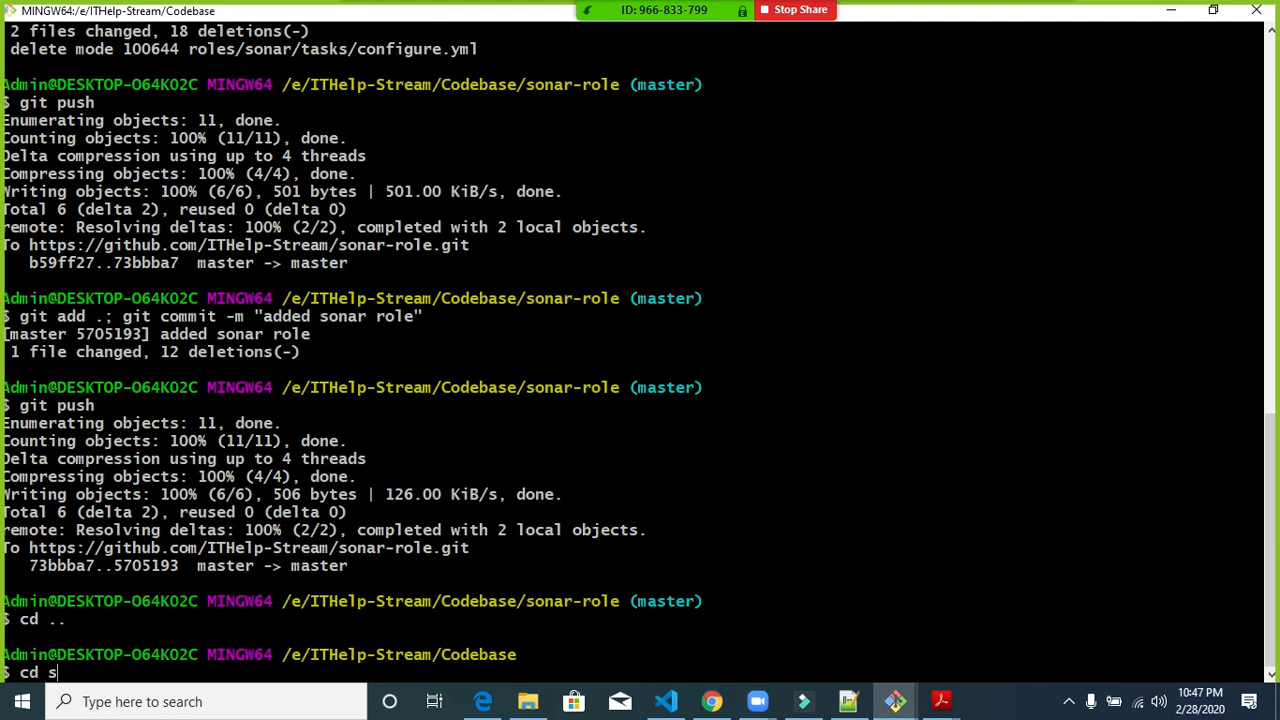 MINGW64:/e/ITHelp-Stream/Codebase
ID: 966-833-799
Stop Share
2 files changed, 18 deletions(-)
delete mode 100644 roles/sonar/tasks/configure.yml
Admin@DESKTOP-O64KO2C MINGW64 /e/ITHelp-Stream/Codebase/sonar-role (master)
$ git push
Enumerating objects: 11, done.
Counting objects: 100% (11/11), done.
Delta compression using up to 4 threads
Compressing objects: 100% (4/4), done.
Writing objects: 100% (6/6), 501 bytes | 501.00 KiB/s, done.
Total 6 (delta 2), reused 0 (delta 0)
remote: Resolving deltas: 100% (2/2), completed with 2 local objects.
To https://github.com/ITHelp-Stream/sonar-role.git
b59ff27..73bbba7  master -> master
Admin@DESKTOP-O64KO2C MINGW64 /e/ITHelp-Stream/Codebase/sonar-role (master)
$ git add .; git commit -m "added sonar role"
[master 5705193] added sonar role
1 file changed, 12 deletions(-)
Admin@DESKTOP-O64KO2C MINGW64 /e/ITHelp-Stream/Codebase/sonar-role (master)
$ git push
Enumerating objects: 11, done.
Counting objects: 100% (11/11), done.
Delta compression using up to 4 threads
Compressing objects: 100% (4/4), done.
Writing objects: 100% (6/6), 506 bytes | 126.00 KiB/s, done.
Total 6 (delta 2), reused 0 (delta 0)
remote: Resolving deltas: 100% (2/2), completed with 2 local objects.
To https://github.com/ITHelp-Stream/sonar-role.git
73bbba7..5705193  master -> master
Admin@DESKTOP-O64KO2C MINGW64 /e/ITHelp-Stream/Codebase/sonar-role (master)
$ cd ..
Admin@DESKTOP-O64KO2C MINGW64 /e/ITHelp-Stream/Codebase
$ cd s
Type here to search
10:47 PM
2/28/2020